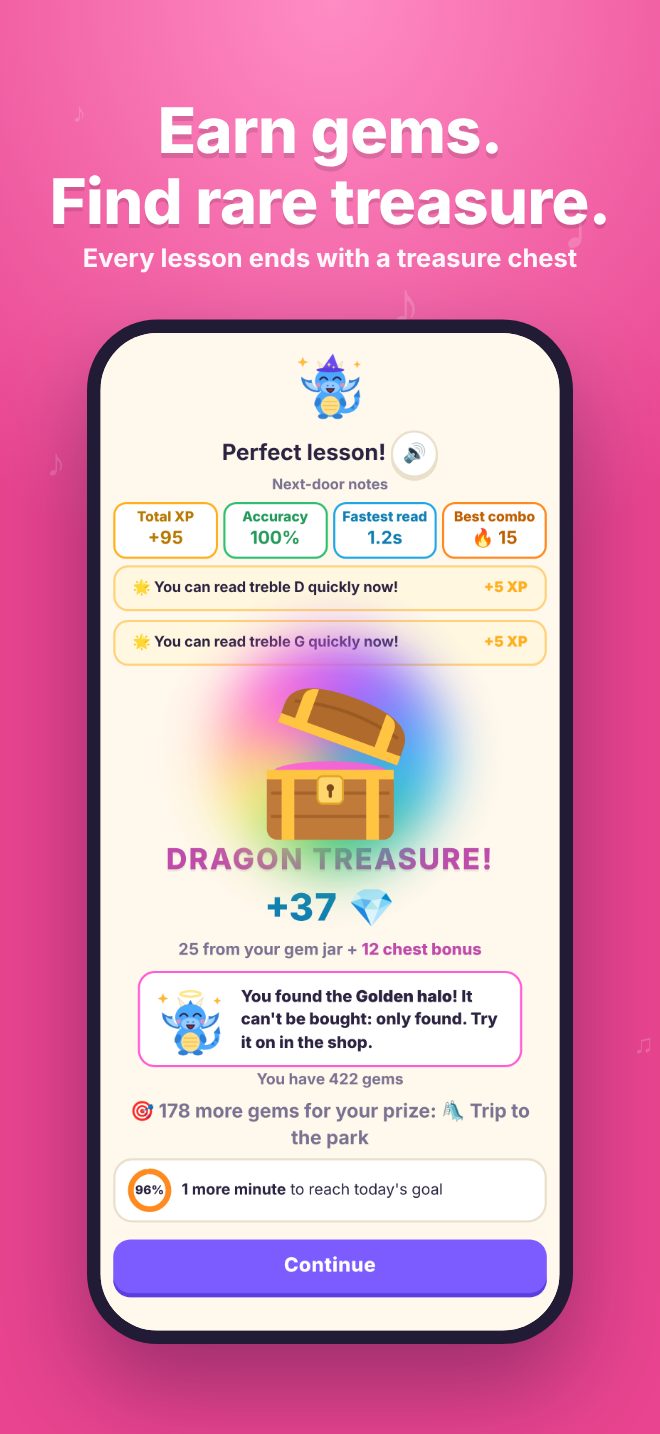 Earn gems.
Find rare treasure.
Every lesson ends with a treasure chest
Perfect lesson!
Next-door notes
Total XP
+95
Accuracy
100%
Fastest read
1.2s
Best combo
🔥 15
🌟 You can read treble D quickly now! +5 XP
🌟 You can read treble G quickly now! +5 XP
DRAGON TREASURE!
+37 💎
25 from your gem jar + 12 chest bonus
You found the Golden halo! It
can't be bought: only found. Try
it on in the shop.
You have 422 gems
🎯 178 more gems for your prize: 🛝 Trip to
the park
96% 1 more minute to reach today's goal
Continue